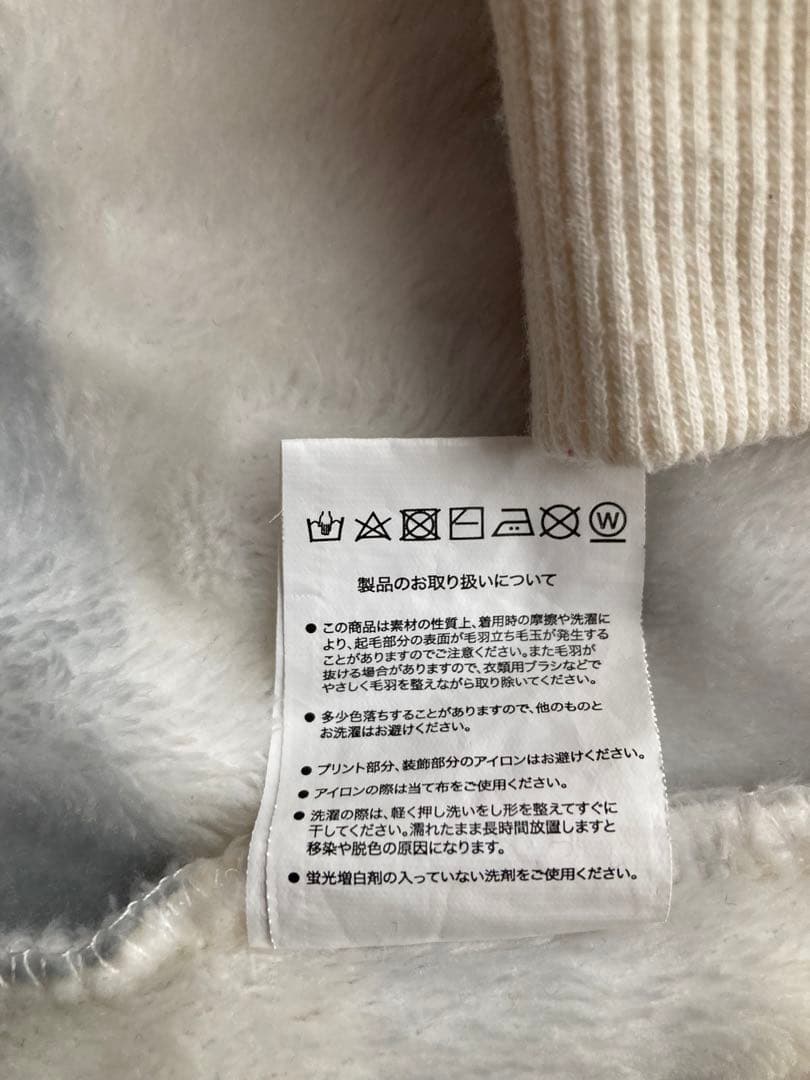 W
製品のお取り扱いについて
● この商品は素材の性質上、着用時の摩擦や洗濯に
より、起毛部分の表面が毛羽立ち毛玉が発生する
ことがありますのでご注意ください。また毛羽が
抜ける場合がありますので、衣類用ブラシなどで
やさしく毛羽を整えながら取り除いてください。
● 多少色落ちすることがありますので、他のものと
お洗濯はお避けください。
● プリント部分、装飾部分のアイロンはお避けください。
● アイロンの際は当て布をご使用ください。
● 洗濯の際は、軽く押し洗いをし形を整えてすぐに
干してください。濡れたまま長時間放置しますと
移染や脱色の原因になります。
● 蛍光増白剤の入っていない洗剤をご使用ください。